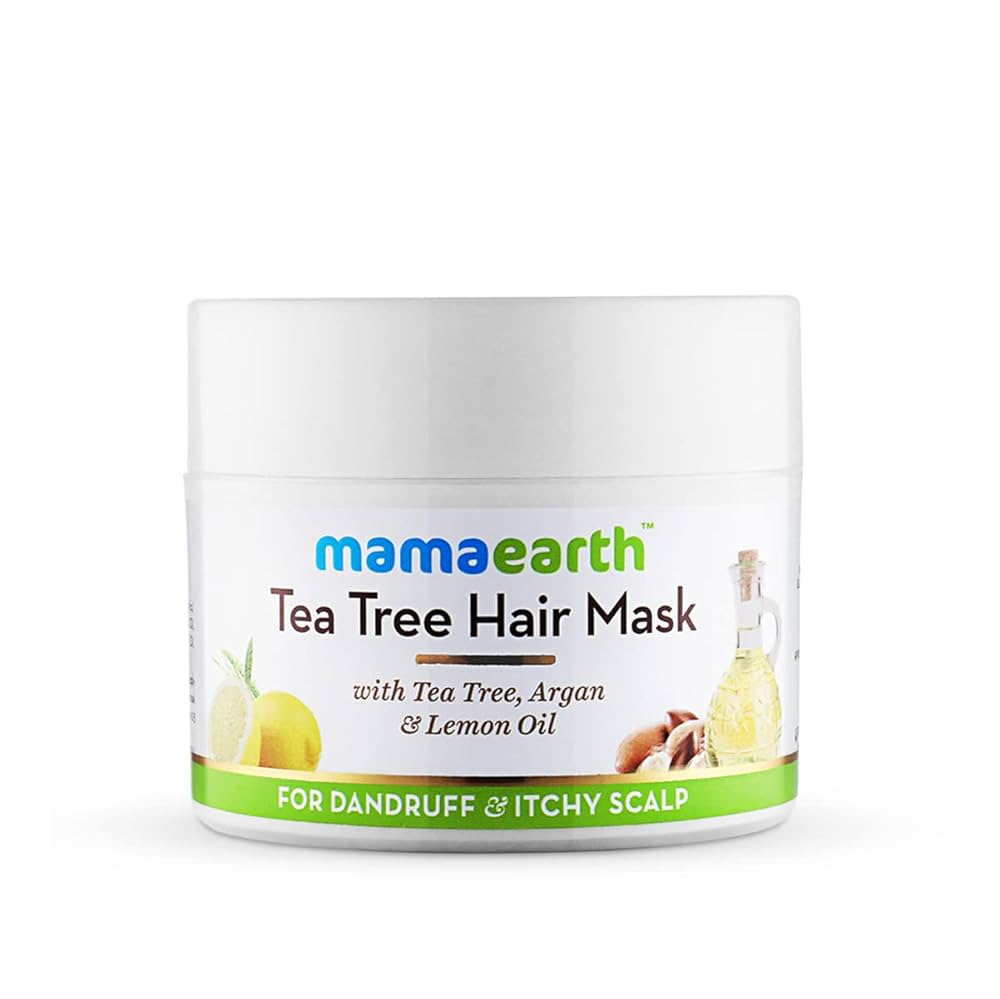 mamaearth™
Tea Tree Hair Mask
with Tea Tree, Argan
& Lemon Oil
FOR DANDRUFF & ITCHY SCALP